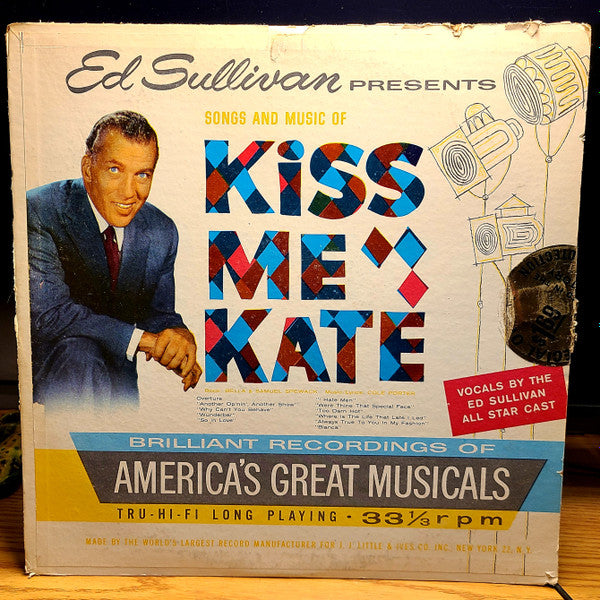 Ed Sullivan PRESENTS
SONGS AND MUSIC OF
KiSS
ME
KATE
Book: BELLA & SAMUEL SPEWACK Music-Lyrics: COLE PORTER
Overture
"Another Op'nin', Another Show"
"Why Can't You Behave"
"Wunderbar"
"So in Love"
"I Hate Men"
"Were Thine That Special Face"
"Too Darn Hot"
"Where Is The Life That Late I Led"
"Always True To You In My Fashion"
"Bianca"
VOCALS BY THE
ED SULLIVAN
ALL STAR CAST
BRILLIANT RECORDINGS OF
AMERICA'S GREAT MUSICALS
TRU-HI-FI LONG PLAYING • 33 1/3 rpm
MADE BY THE WORLD'S LARGEST RECORD MANUFACTURER FOR J. J. LITTLE & IVES CO. INC., NEW YORK 22, N.Y.